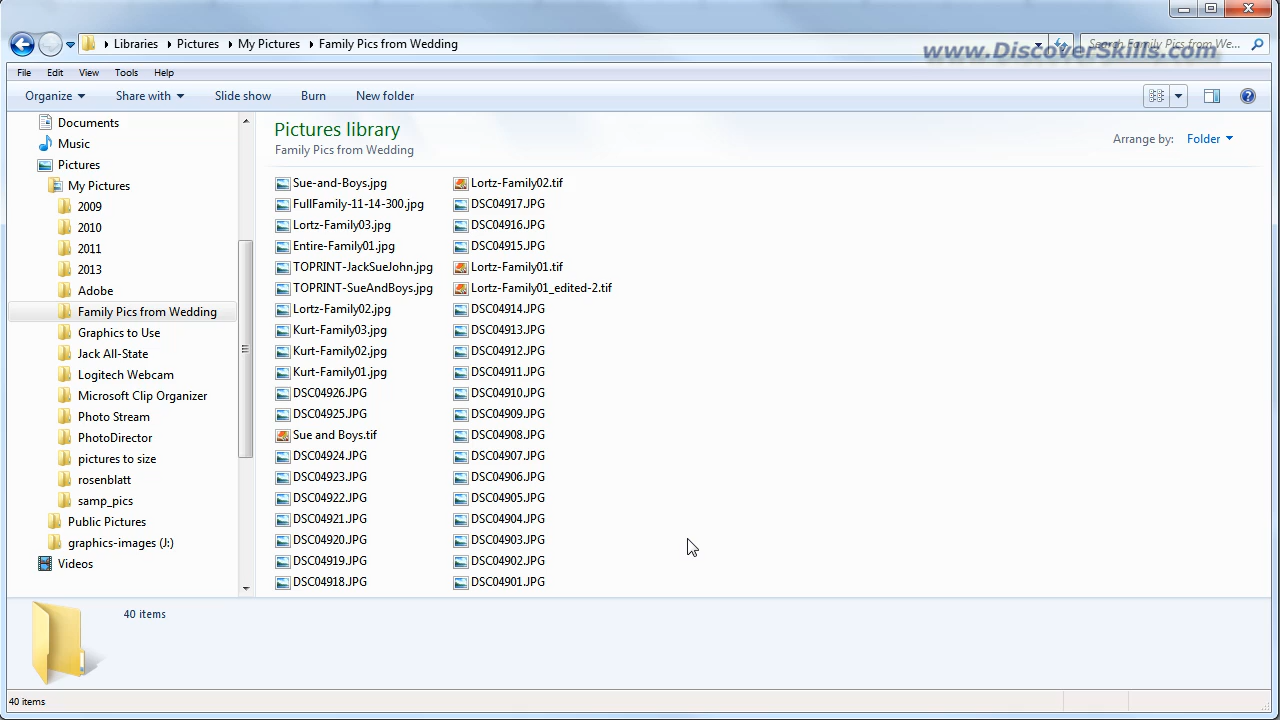 Libraries Pictures My Pictures Family Pics from Wedding
Search Family Pics from We...
www.DiscoverSkills.com
File Edit View Tools Help
Organize Share with Slide show Burn New folder
Documents
Music
Pictures
My Pictures
2009
2010
2011
2013
Adobe
Family Pics from Wedding
Graphics to Use
Jack All-State
Logitech Webcam
Microsoft Clip Organizer
Photo Stream
PhotoDirector
pictures to size
rosenblatt
samp_pics
Public Pictures
graphics-images (J:)
Videos
Pictures library
Family Pics from Wedding
Arrange by: Folder
Sue-and-Boys.jpg
FullFamily-11-14-300.jpg
Lortz-Family03.jpg
Entire-Family01.jpg
TOPRINT-JackSueJohn.jpg
TOPRINT-SueAndBoys.jpg
Lortz-Family02.jpg
Kurt-Family03.jpg
Kurt-Family02.jpg
Kurt-Family01.jpg
DSC04926.JPG
DSC04925.JPG
Sue and Boys.tif
DSC04924.JPG
DSC04923.JPG
DSC04922.JPG
DSC04921.JPG
DSC04920.JPG
DSC04919.JPG
DSC04918.JPG
Lortz-Family02.tif
DSC04917.JPG
DSC04916.JPG
DSC04915.JPG
Lortz-Family01.tif
Lortz-Family01_edited-2.tif
DSC04914.JPG
DSC04913.JPG
DSC04912.JPG
DSC04911.JPG
DSC04910.JPG
DSC04909.JPG
DSC04908.JPG
DSC04907.JPG
DSC04906.JPG
DSC04905.JPG
DSC04904.JPG
DSC04903.JPG
DSC04902.JPG
DSC04901.JPG
40 items
40 items